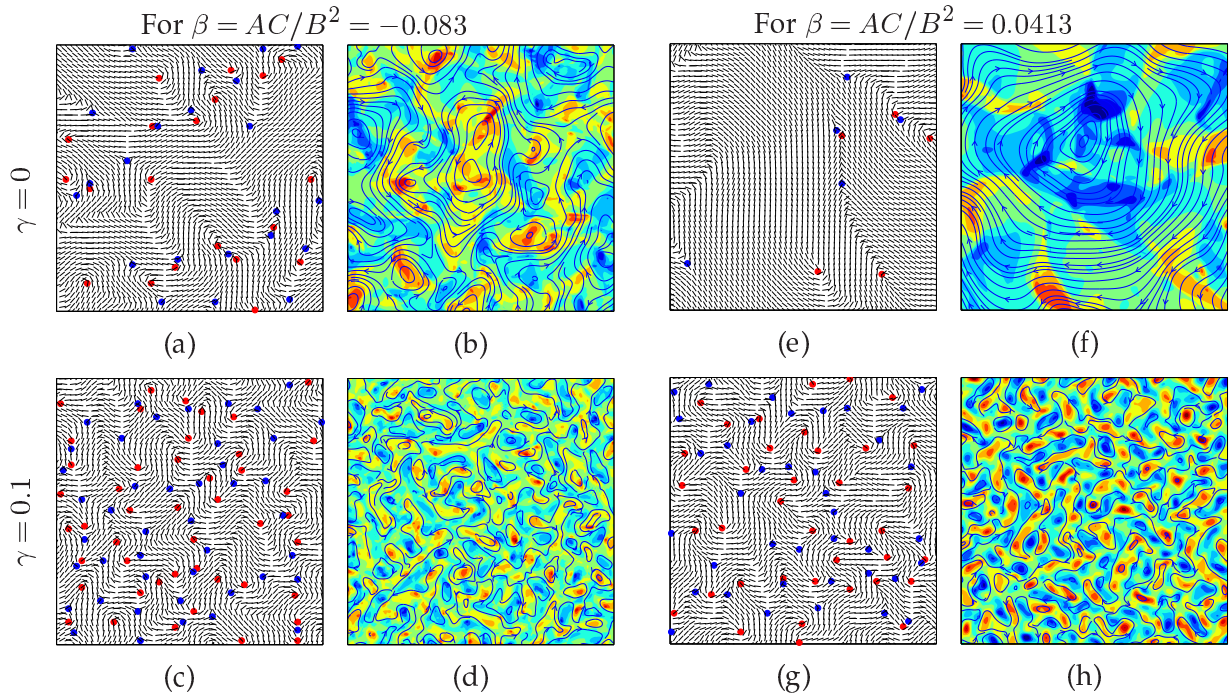 For β = AC/B² = −0.083
For β = AC/B² = 0.0413
γ = 0
(a)
(b)
(e)
(f)
γ = 0.1
(c)
(d)
(g)
(h)